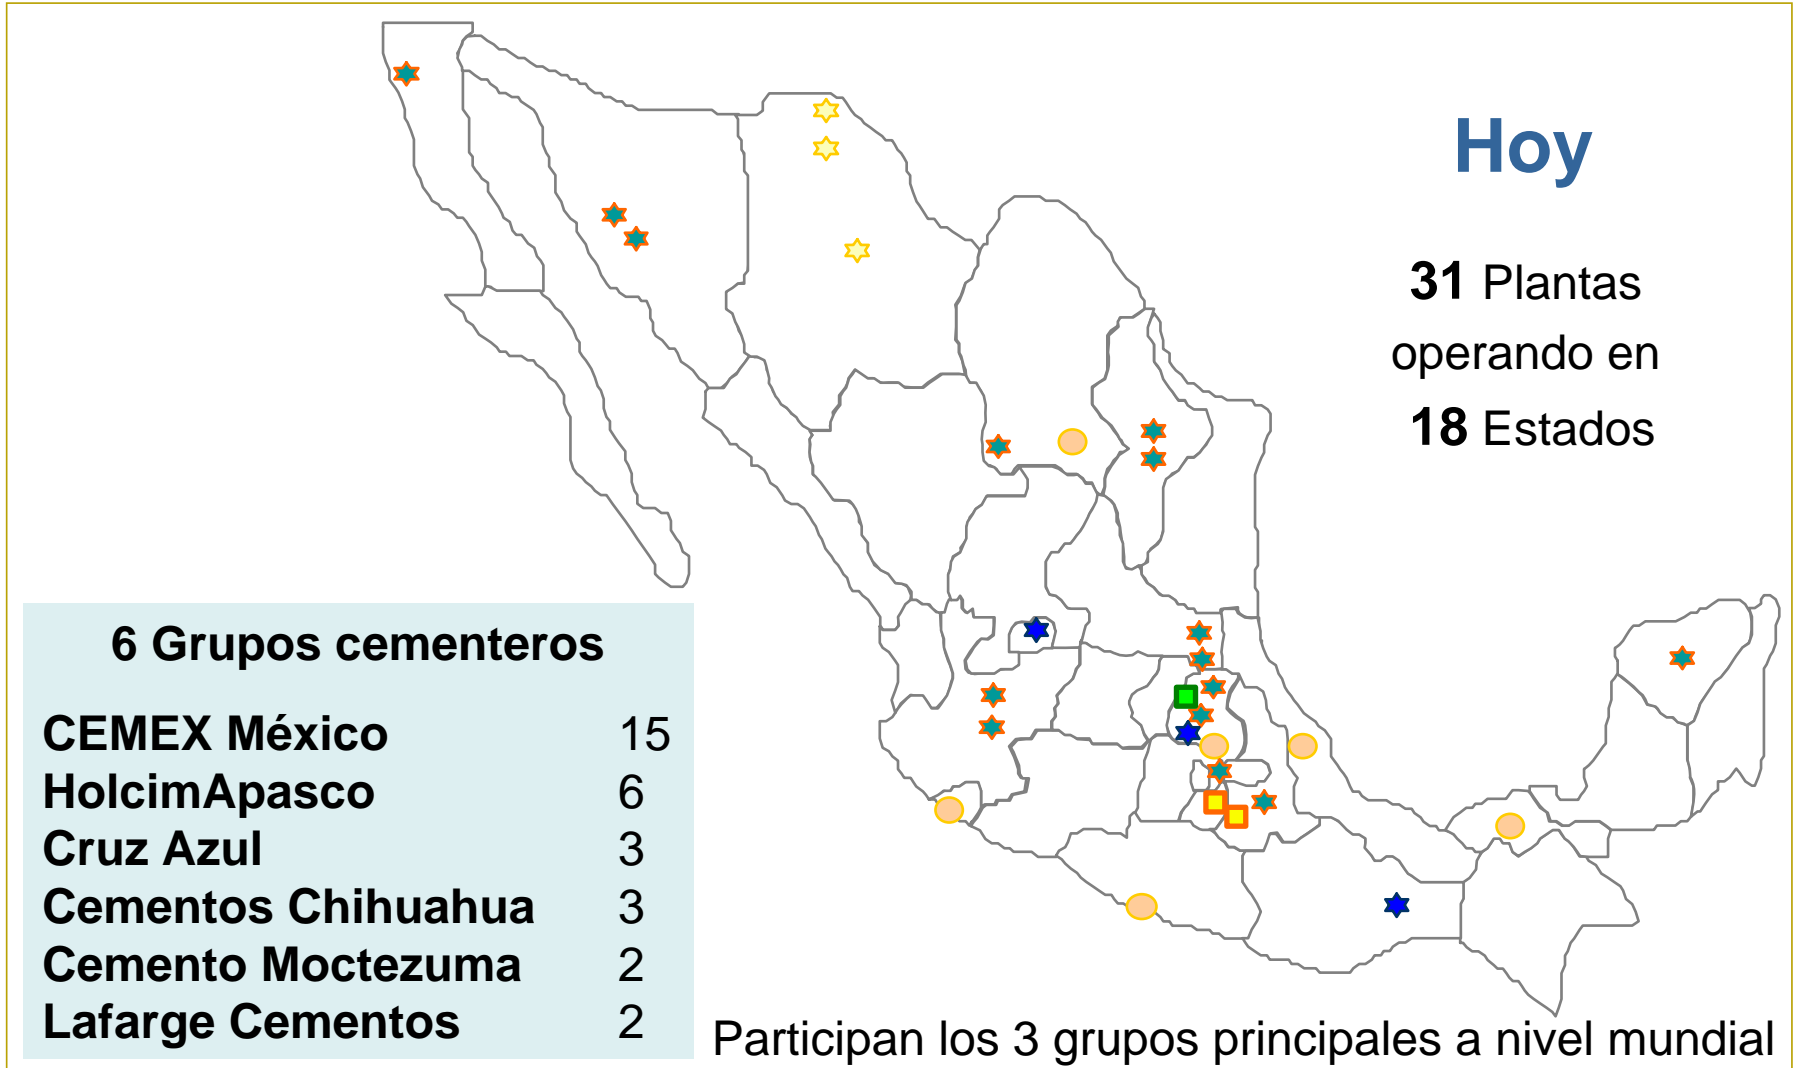 Hoy
31 Plantas
operando en
18 Estados
6 Grupos cementeros
CEMEX México 15
HolcimApasco 6
Cruz Azul 3
Cementos Chihuahua 3
Cemento Moctezuma 2
Lafarge Cementos 2
Participan los 3 grupos principales a nivel mundial